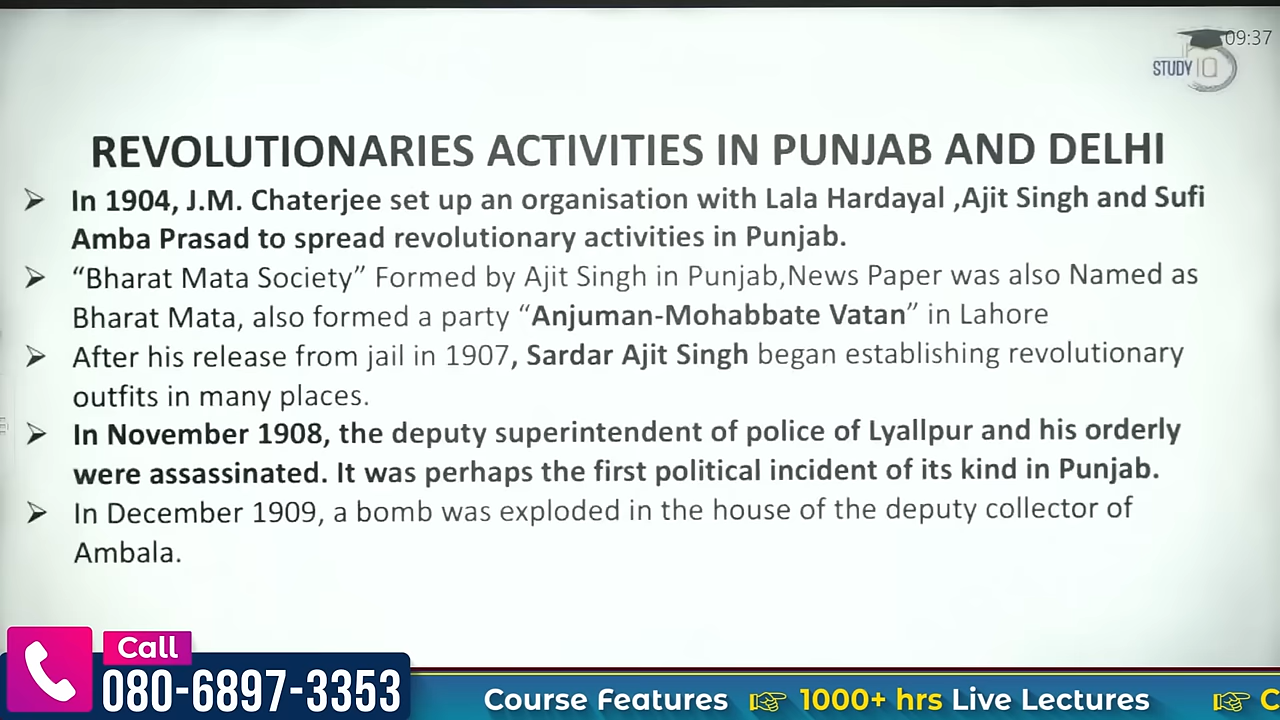 09:37
STUDY IQ
REVOLUTIONARIES ACTIVITIES IN PUNJAB AND DELHI
➢ In 1904, J.M. Chaterjee set up an organisation with Lala Hardayal ,Ajit Singh and Sufi
Amba Prasad to spread revolutionary activities in Punjab.
➢ “Bharat Mata Society” Formed by Ajit Singh in Punjab,News Paper was also Named as
Bharat Mata, also formed a party “Anjuman-Mohabbate Vatan” in Lahore
➢ After his release from jail in 1907, Sardar Ajit Singh began establishing revolutionary
outfits in many places.
➢ In November 1908, the deputy superintendent of police of Lyallpur and his orderly
were assassinated. It was perhaps the first political incident of its kind in Punjab.
➢ In December 1909, a bomb was exploded in the house of the deputy collector of
Ambala.
Call
080-6897-3353
Course Features 👉 1000+ hrs Live Lectures 👉 C